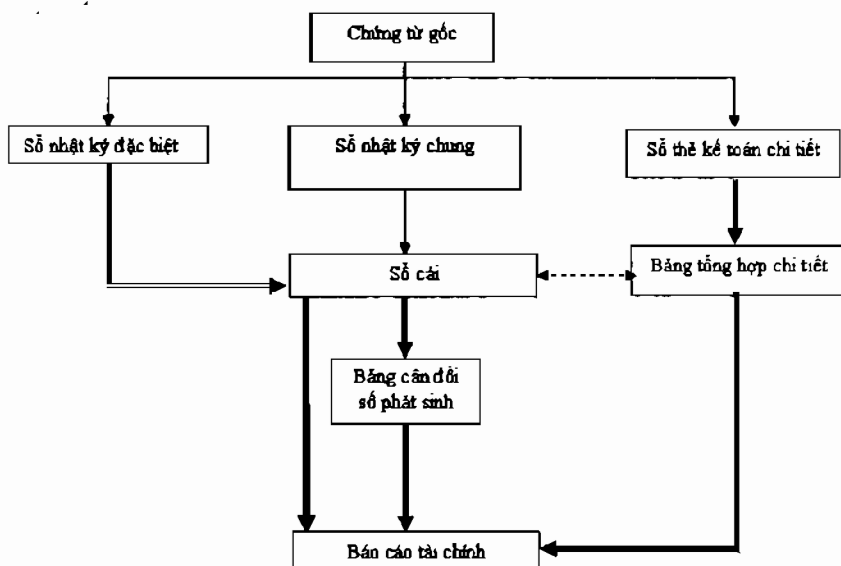 Chứng từ gốc
Sổ nhật ký đặc biệt
Sổ nhật ký chung
Sổ thẻ kế toán chi tiết
Sổ cái
Bảng tổng hợp chi tiết
Bảng cân đối
số phát sinh
Báo cáo tài chính